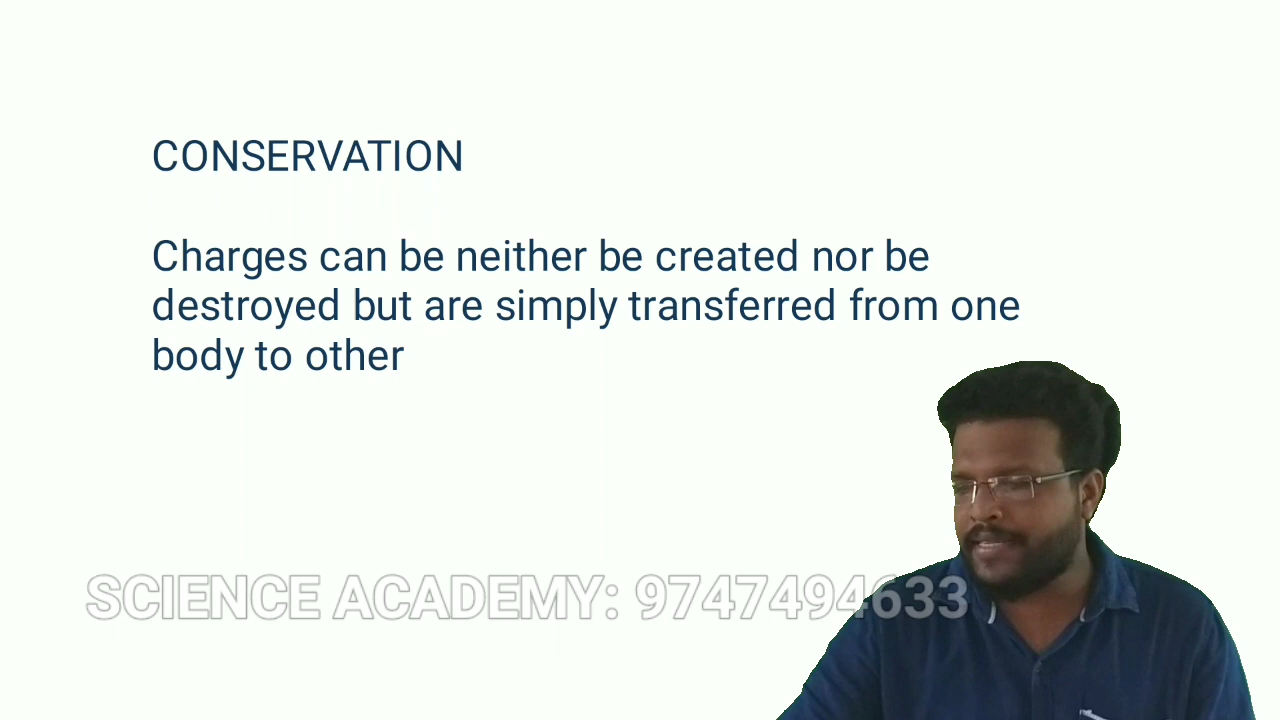 CONSERVATION
Charges can be neither be created nor be
destroyed but are simply transferred from one
body to other
SCIENCE ACADEMY: 9747494633